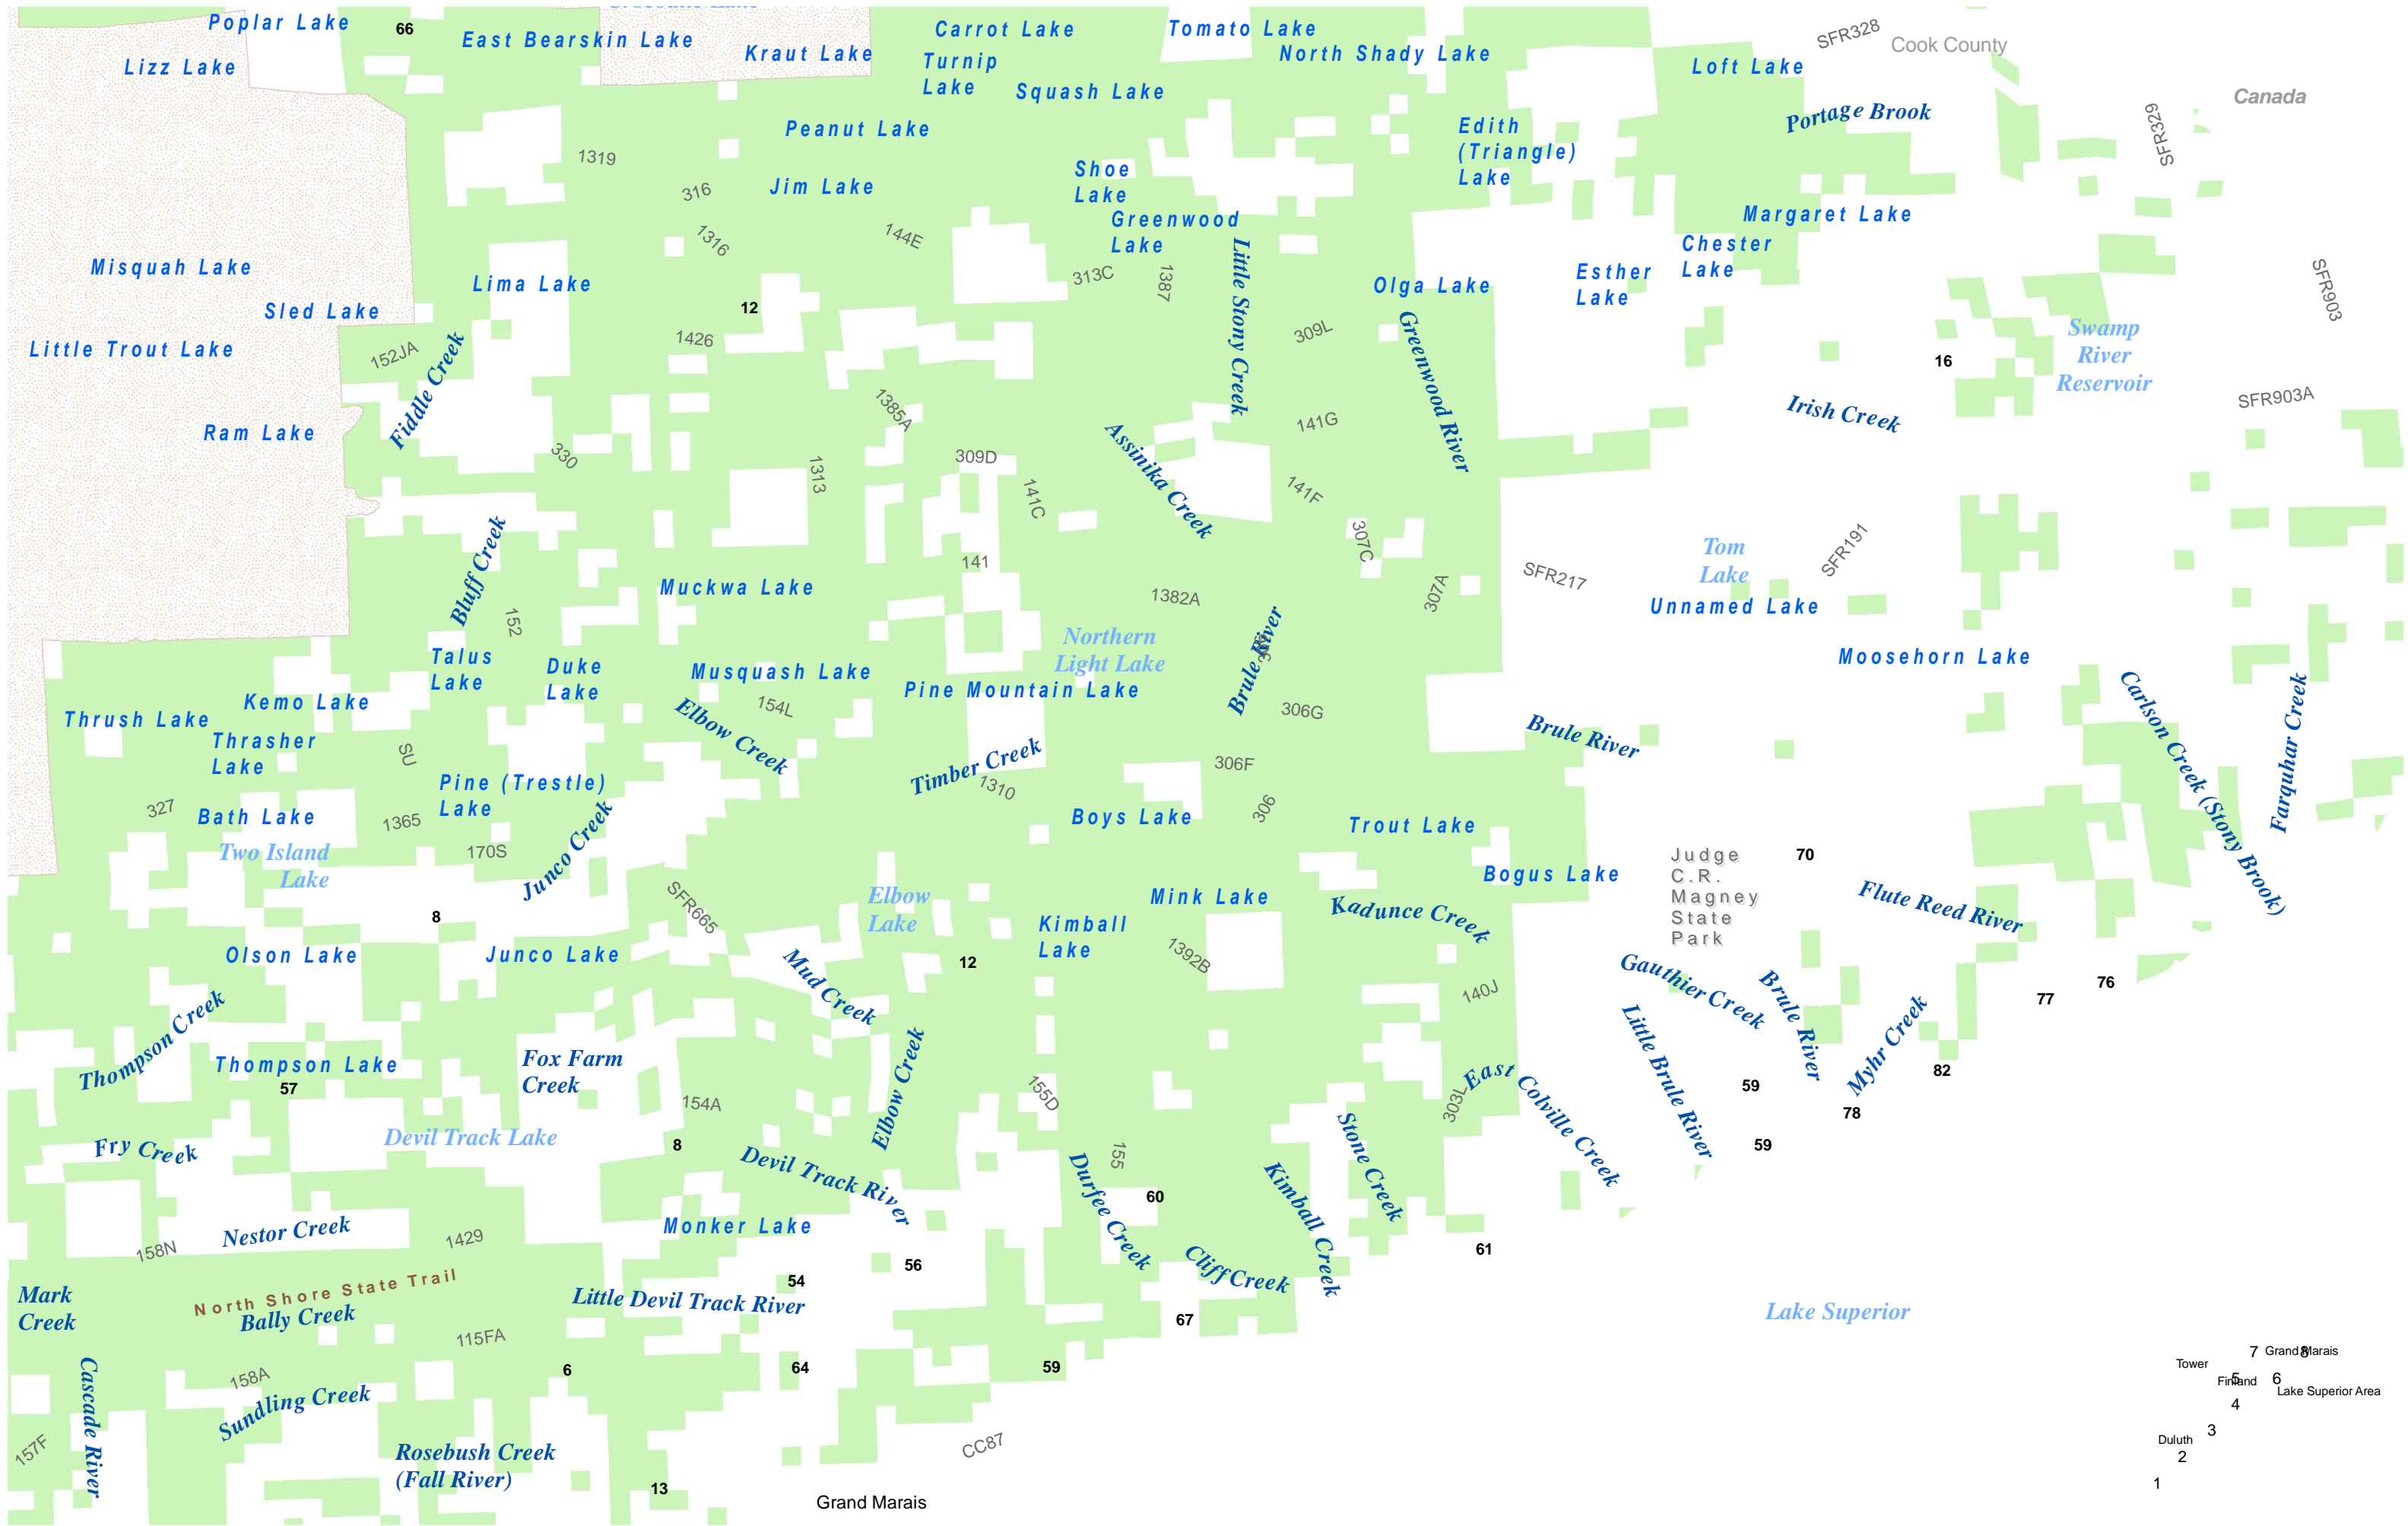 Poplar Lake
66
East Bearskin Lake
Kraut Lake
Carrot Lake
Tomato Lake
North Shady Lake
SFR328
Cook County
Lizz Lake
Turnip
Lake
Squash Lake
Loft Lake
Canada
Portage Brook
SFR329
Peanut Lake
Edith
(Triangle)
Lake
1319
316
Jim Lake
Shoe
Lake
Greenwood
Lake
Margaret Lake
1316
144E
Chester
Lake
Misquah Lake
Lima Lake
313C
1387
Little Stony Creek
Olga Lake
Esther
Lake
SFR903
Sled Lake
12
Little Trout Lake
152JA
Fiddle Creek
1426
309L
Greenwood River
16
Swamp
River
Reservoir
SFR903A
Irish Creek
Ram Lake
330
1385A
1313
309D
141C
Assinika Creek
141G
141F
307C
Bluff Creek
141
Tom
Lake
SFR191
SFR217
Muckwa Lake
1382A
307A
Unnamed Lake
152
Northern
Light Lake
Brule River
Moosehorn Lake
Talus
Lake
Duke
Lake
Musquash Lake
Pine Mountain Lake
Kemo Lake
154L
306G
Carlson Creek (Stony Brook)
Farquhar Creek
Thrush Lake
Thrasher
Lake
SU
Elbow Creek
Timber Creek
Brule River
306F
Pine (Trestle)
Lake
1310
327
Bath Lake
1365
Junco Creek
Boys Lake
306
Trout Lake
Two Island
Lake
170S
Judge
C.R.
Magney
State
Park
70
SFR665
Elbow
Lake
Mink Lake
Bogus Lake
Flute Reed River
8
Kadunce Creek
Kimball
Lake
Olson Lake
Junco Lake
Mud Creek
12
1392B
Gauthier Creek
Brule River
140J
76
77
Thompson Creek
Little Brule River
Myhr Creek
Thompson Lake
57
Fox Farm
Creek
Elbow Creek
155D
303L
East Colville Creek
59
82
154A
78
Fry Creek
Devil Track Lake
8
Devil Track River
155
Stone Creek
59
Durfee Creek
60
Kimball Creek
Nestor Creek
158N
1429
Monker Lake
56
61
Cliff Creek
North Shore State Trail
54
Mark
Creek
Bally Creek
Little Devil Track River
67
Lake Superior
115FA
158A
6
64
59
Cascade River
Sundling Creek
7
Grand Marais
8
Tower
Finland
5
6
Lake Superior Area
4
3
157F
Rosebush Creek
(Fall River)
CC87
Duluth
2
13
1
Grand Marais